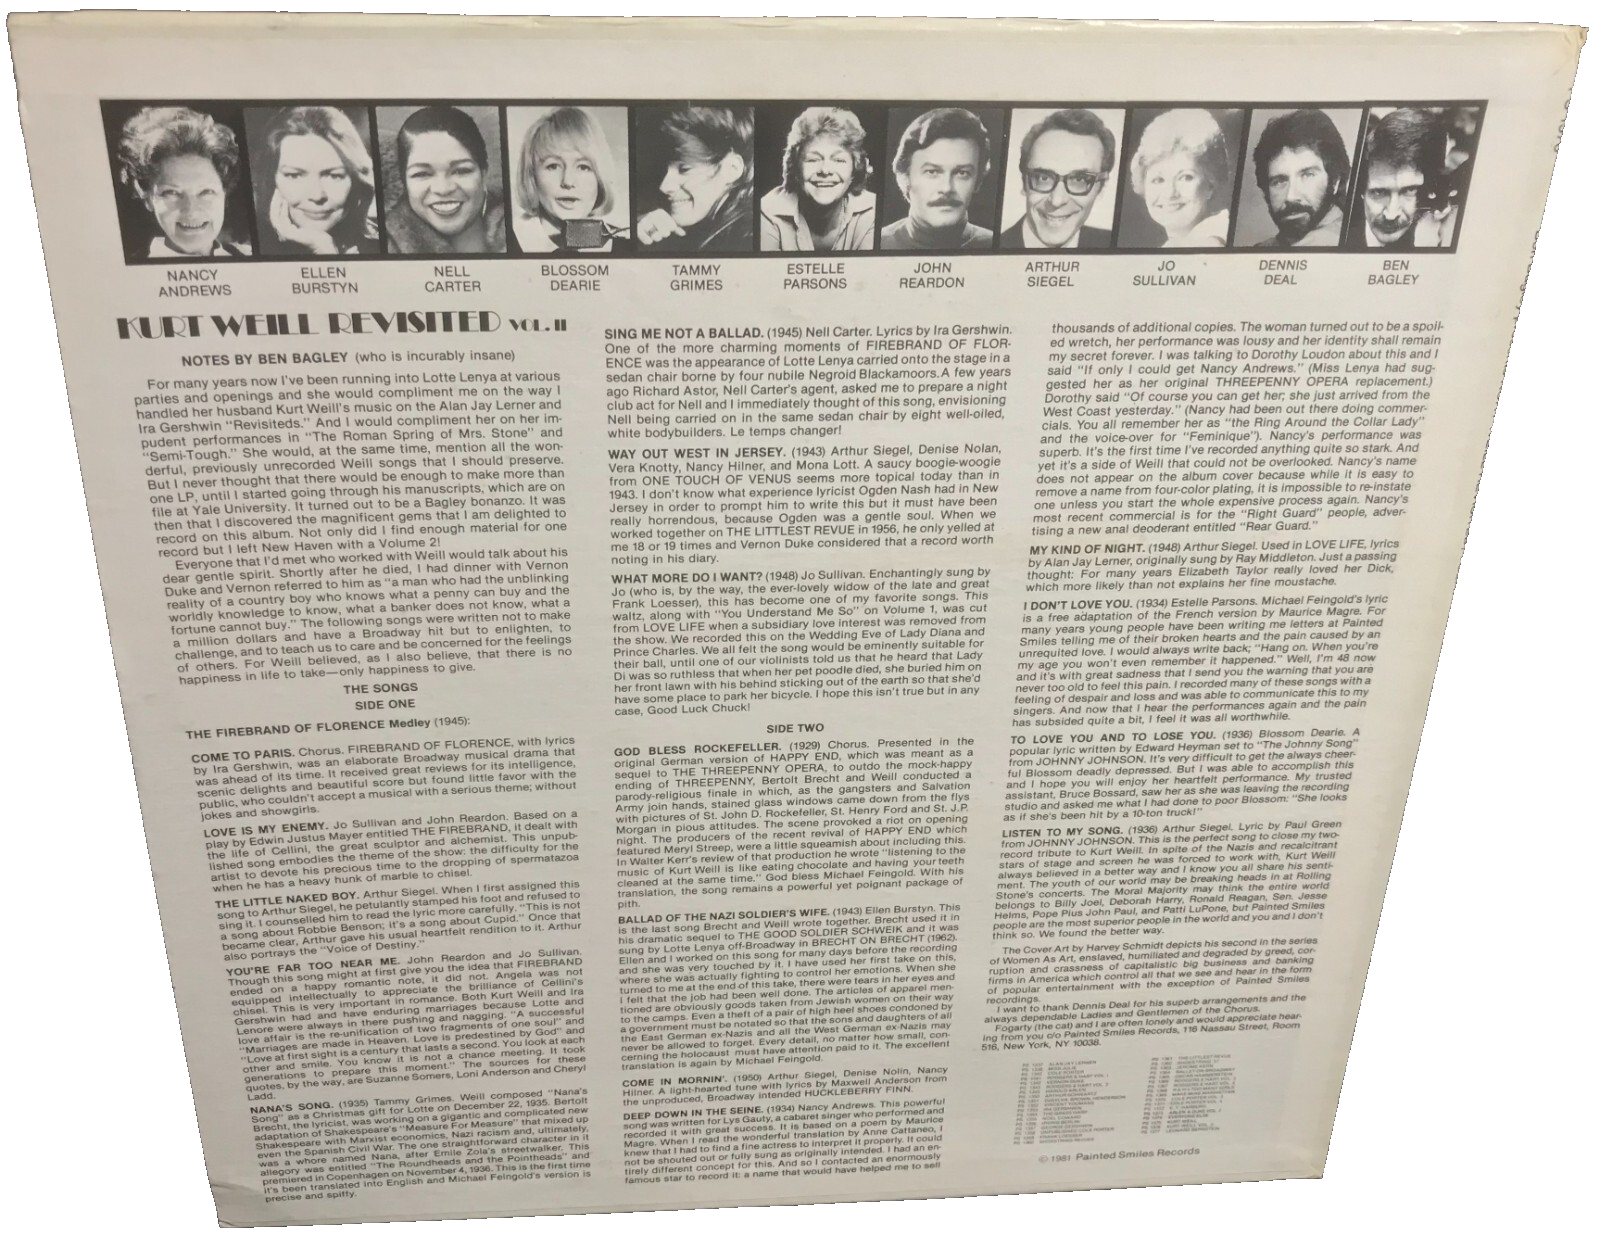 NANCY
ANDREWS
ELLEN
BURSTYN
NELL
CARTER
BLOSSOM
DEARIE
TAMMY
GRIMES
ESTELLE
PARSONS
JOHN
REARDON
ARTHUR
SIEGEL
JO
SULLIVAN
DENNIS
DEAL
BEN
BAGLEY
KURT WEILL REVISITED VOL. II
NOTES BY BEN BAGLEY (who is incurably insane)
For many years now I've been running into Lotte Lenya at various
parties and openings and she would compliment me on the way I
handled her husband Kurt Weill's music on the Alan Jay Lerner and
Ira Gershwin "Revisiteds." And I would compliment her on her im-
pudent performances in "The Roman Spring of Mrs. Stone" and
"Semi-Tough." She would, at the same time, mention all the won-
derful, previously unrecorded Weill songs that I should preserve.
But I never thought that there would be enough to make more than
one LP, until I started going through his manuscripts, which are on
file at Yale University. It turned out to be a Bagley bonanzo. It was
then that I discovered the magnificent gems that I am delighted to
record on this album. Not only did I find enough material for one
record but I left New Haven with a Volume 2!
Everyone that I'd met who worked with Weill would talk about his
dear gentle spirit. Shortly after he died, I had dinner with Vernon
Duke and Vernon referred to him as "a man who had the unblinking
reality of a country boy who knows what a penny can buy and the
worldly knowledge to know, what a banker does not know, what a
fortune cannot buy." The following songs were written not to make
a million dollars and have a Broadway hit but to enlighten, to
challenge, and to teach us to care and be concerned for the feelings
of others. For Weill believed, as I also believe, that there is no
happiness in life to take—only happiness to give.
THE SONGS
SIDE ONE
THE FIREBRAND OF FLORENCE Medley (1945):
COME TO PARIS. Chorus. FIREBRAND OF FLORENCE, with lyrics
by Ira Gershwin, was an elaborate Broadway musical drama that
was ahead of its time. It received great reviews for its intelligence,
scenic delights and beautiful score but found little favor with the
public, who couldn't accept a musical with a serious theme; without
jokes and showgirls.
LOVE IS MY ENEMY. Jo Sullivan and John Reardon. Based on a
play by Edwin Justus Mayer entitled THE FIREBRAND, it dealt with
the life of Cellini, the great sculptor and alchemist. This unpub-
lished song embodies the theme of the show: the difficulty for the
artist to devote his precious time to the dropping of spermatazoa
when he has a heavy hunk of marble to chisel.
THE LITTLE NAKED BOY. Arthur Siegel. When I first assigned this
song to Arthur Siegel, he petulantly stamped his foot and refused to
sing it. I counselled him to read the lyric more carefully. "This is not
a song about Robbie Benson; it's a song about Cupid." Once that
became clear, Arthur gave his usual heartfelt rendition to it. Arthur
also portrays the "Voice of Destiny."
YOU'RE FAR TOO NEAR ME. John Reardon and Jo Sullivan.
Though this song might at first give you the idea that FIREBRAND
ended on a happy romantic note, it did not. Angela was not
equipped intellectually to appreciate the brilliance of Cellini's
chisel. This is very important in romance. Both Kurt Weill and Ira
Gershwin had and have enduring marriages because Lotte and
Lenore were always in there pushing and nagging. "A successful
love affair is the re-unification of two fragments of one soul" and
"Marriages are made in Heaven. Love is predestined by God" and
"Love at first sight is a century that lasts a second. You look at each
other and smile. You know it is not a chance meeting. It took
generations to prepare this moment." The sources for these
quotes, by the way, are Suzanne Somers, Loni Anderson and Cheryl
Ladd.
NANA'S SONG. (1935) Tammy Grimes. Weill composed "Nana's
Song" as a Christmas gift for Lotte on December 22, 1935. Bertolt
Brecht, the lyricist, was working on a gigantic and complicated new
adaptation of Shakespeare's "Measure For Measure" that mixed up
Shakespeare with Marxist economics, Nazi racism and, ultimately,
even the Spanish Civil War. The one straightforward character in it
was a whore named Nana, after Emile Zola's streetwalker. This
allegory was entitled "The Roundheads and the Pointheads" and
premiered in Copenhagen on November 4, 1936. This is the first time
it's been translated into English and Michael Feingold's version is
precise and spiffy.
SING ME NOT A BALLAD. (1945) Nell Carter. Lyrics by Ira Gershwin.
One of the more charming moments of FIREBRAND OF FLOR-
ENCE was the appearance of Lotte Lenya carried onto the stage in a
sedan chair borne by four nubile Negroid Blackamoors. A few years
ago Richard Astor, Nell Carter's agent, asked me to prepare a night
club act for Nell and I immediately thought of this song, envisioning
Nell being carried on in the same sedan chair by eight well-oiled,
white bodybuilders. Le temps changer!
WAY OUT WEST IN JERSEY. (1943) Arthur Siegel, Denise Nolan,
Vera Knotty, Nancy Hilner, and Mona Lott. A saucy boogie-woogie
from ONE TOUCH OF VENUS seems more topical today than in
1943. I don't know what experience lyricist Ogden Nash had in New
Jersey in order to prompt him to write this but it must have been
really horrendous, because Ogden was a gentle soul. When we
worked together on THE LITTLEST REVUE in 1956, he only yelled at
me 18 or 19 times and Vernon Duke considered that a record worth
noting in his diary.
WHAT MORE DO I WANT? (1948) Jo Sullivan. Enchantingly sung by
Jo (who is, by the way, the ever-lovely widow of the late and great
Frank Loesser), this has become one of my favorite songs. This
waltz, along with "You Understand Me So" on Volume 1, was cut
from LOVE LIFE when a subsidiary love interest was removed from
the show. We recorded this on the Wedding Eve of Lady Diana and
Prince Charles. We all felt the song would be eminently suitable for
their ball, until one of our violinists told us that he heard that Lady
Di was so ruthless that when her pet poodle died, she buried him on
her front lawn with his behind sticking out of the earth so that she'd
have some place to park her bicycle. I hope this isn't true but in any
case, Good Luck Chuck!
SIDE TWO
GOD BLESS ROCKEFELLER. (1929) Chorus. Presented in the
original German version of HAPPY END, which was meant as a
sequel to THE THREEPENNY OPERA, to outdo the mock-happy
ending of THREEPENNY, Bertolt Brecht and Weill conducted a
parody-religious finale in which, as the gangsters and Salvation
Army join hands, stained glass windows came down from the flys
with pictures of St. John D. Rockefeller, St. Henry Ford and St. J.P.
Morgan in pious attitudes. The scene provoked a riot on opening
night. The producers of the recent revival of HAPPY END which
featured Meryl Streep, were a little squeamish about including this.
In Walter Kerr's review of that production he wrote "listening to the
music of Kurt Weill is like eating chocolate and having your teeth
cleaned at the same time." God bless Michael Feingold. With his
translation, the song remains a powerful yet poignant package of
pith.
BALLAD OF THE NAZI SOLDIER'S WIFE. (1943) Ellen Burstyn. This
is the last song Brecht and Weill wrote together. Brecht used it in
his dramatic sequel to THE GOOD SOLDIER SCHWEIK and it was
sung by Lotte Lenya off-Broadway in BRECHT ON BRECHT (1962).
Ellen and I worked on this song for many days before the recording
and she was very touched by it. I have used her first take on this,
where she was actually fighting to control her emotions. When she
turned to me at the end of this take, there were tears in her eyes and
I felt that the job had been well done. The articles of apparel men-
tioned are obviously goods taken from Jewish women on their way
to the camps. Even a theft of a pair of high heel shoes condoned by
a government must be notated so that the sons and daughters of all
the East German ex-Nazis and all the West German ex-Nazis may
never be allowed to forget. Every detail, no matter how small, con-
cerning the holocaust must have attention paid to it. The excellent
translation is again by Michael Feingold.
COME IN MORNIN'. (1950) Arthur Siegel, Denise Nolin, Nancy
Hilner. A light-hearted tune with lyrics by Maxwell Anderson from
the unproduced, Broadway intended HUCKLEBERRY FINN.
DEEP DOWN IN THE SEINE. (1934) Nancy Andrews. This powerful
song was written for Lys Gauty, a cabaret singer who performed and
recorded it with great success. It is based on a poem by Maurice
Magre. When I read the wonderful translation by Anne Cattaneo, I
knew that I had to find a fine actress to interpret it properly. It could
not be shouted out or fully sung as originally intended. I had an en-
tirely different concept for this. And so I contacted an enormously
famous star to record it: a name that would have helped me to sell
thousands of additional copies. The woman turned out to be a spoil-
ed wretch, her performance was lousy and her identity shall remain
my secret forever. I was talking to Dorothy Loudon about this and I
said "If only I could get Nancy Andrews." (Miss Lenya had sug-
gested her as her original THREEPENNY OPERA replacement.)
Dorothy said "Of course you can get her; she just arrived from the
West Coast yesterday." (Nancy had been out there doing commer-
cials. You all remember her as "the Ring Around the Collar Lady"
and the voice-over for "Feminique"). Nancy's performance was
superb. It's the first time I've recorded anything quite so stark. And
yet it's a side of Weill that could not be overlooked. Nancy's name
does not appear on the album cover because while it is easy to
remove a name from four-color plating, it is impossible to re-instate
one unless you start the whole expensive process again. Nancy's
most recent commercial is for the "Right Guard" people, adver-
tising a new anal deoderant entitled "Rear Guard."
MY KIND OF NIGHT. (1948) Arthur Siegel. Used in LOVE LIFE, lyrics
by Alan Jay Lerner, originally sung by Ray Middleton. Just a passing
thought: For many years Elizabeth Taylor really loved her Dick,
which more likely than not explains her fine moustache.
I DON'T LOVE YOU. (1934) Estelle Parsons. Michael Feingold's lyric
is a free adaptation of the French version by Maurice Magre. For
many years young people have been writing me letters at Painted
Smiles telling me of their broken hearts and the pain caused by an
unrequited love. I would always write back; "Hang on. When you're
my age you won't even remember it happened." Well, I'm 48 now
and it's with great sadness that I send you the warning that you are
never too old to feel this pain. I recorded many of these songs with a
feeling of despair and loss and was able to communicate this to my
singers. And now that I hear the performances again and the pain
has subsided quite a bit, I feel it was all worthwhile.
TO LOVE YOU AND TO LOSE YOU. (1936) Blossom Dearie. A
popular lyric written by Edward Heyman set to "The Johnny Song"
from JOHNNY JOHNSON. It's very difficult to get the always cheer-
ful Blossom deadly depressed. But I was able to accomplish this
and I hope you will enjoy her heartfelt performance. My trusted
assistant, Bruce Bossard, saw her as she was leaving the recording
studio and asked me what I had done to poor Blossom: "She looks
as if she's been hit by a 10-ton truck!"
LISTEN TO MY SONG. (1936) Arthur Siegel. Lyric by Paul Green
from JOHNNY JOHNSON. This is the perfect song to close my two-
record tribute to Kurt Weill. In spite of the Nazis and recalcitrant
stars of stage and screen he was forced to work with, Kurt Weill
always believed in a better way and I know you all share his senti-
ment. The youth of our world may be breaking heads in at Rolling
Stone's concerts. The Moral Majority may think the entire world
belongs to Billy Joel, Deborah Harry, Ronald Reagan, Sen. Jesse
Helms, Pope Pius John Paul, and Patti LuPone, but Painted Smiles
people are the most superior people in the world and you and I don't
think so. We found the better way.
The Cover Art by Harvey Schmidt depicts his second in the series
of Women As Art, enslaved, humiliated and degraded by greed, cor-
ruption and crassness of capitalistic big business and banking
firms in America which control all that we see and hear in the form
of popular entertainment with the exception of Painted Smiles
recordings.
I want to thank Dennis Deal for his superb arrangements and the
always dependable Ladies and Gentlemen of the Chorus.
Fogarty (the cat) and I are often lonely and would appreciate hear-
ing from you c/o Painted Smiles Records, 116 Nassau Street, Room
516, New York, NY 10038.
© 1981 Painted Smiles Records